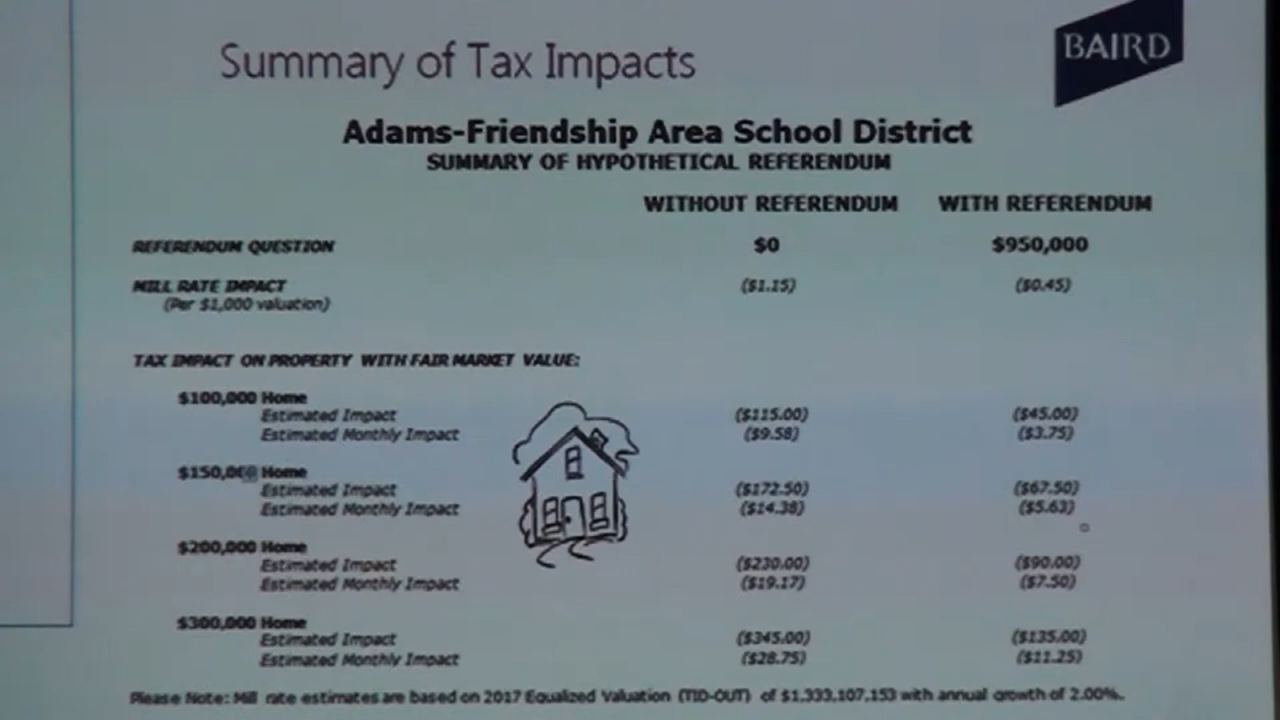 Summary of Tax Impacts
BAIRD
Adams-Friendship Area School District
SUMMARY OF HYPOTHETICAL REFERENDUM
WITHOUT REFERENDUM WITH REFERENDUM
REFERENDUM QUESTION $0 $950,000
MILL RATE IMPACT ($1.15) ($0.45)
(Per $1,000 valuation)
TAX IMPACT ON PROPERTY WITH FAIR MARKET VALUE:
$100,000 Home
Estimated Impact ($115.00) ($45.00)
Estimated Monthly Impact ($9.58) ($3.75)
$150,000 Home
Estimated Impact ($172.50) ($67.50)
Estimated Monthly Impact ($14.38) ($5.63)
$200,000 Home
Estimated Impact ($230.00) ($90.00)
Estimated Monthly Impact ($19.17) ($7.50)
$300,000 Home
Estimated Impact ($345.00) ($135.00)
Estimated Monthly Impact ($28.75) ($11.25)
Please Note: Mill rate estimates are based on 2017 Equalized Valuation (TID-OUT) of $1,333,107,153 with annual growth of 2.00%.